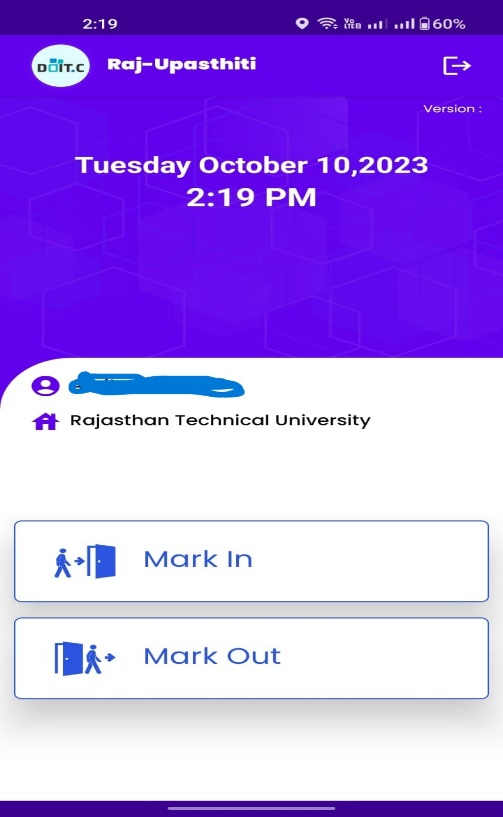 2:19 60%
DOIT.C Raj-Upasthiti
Version :
Tuesday October 10,2023
2:19 PM
Rajasthan Technical University
Mark In
Mark Out